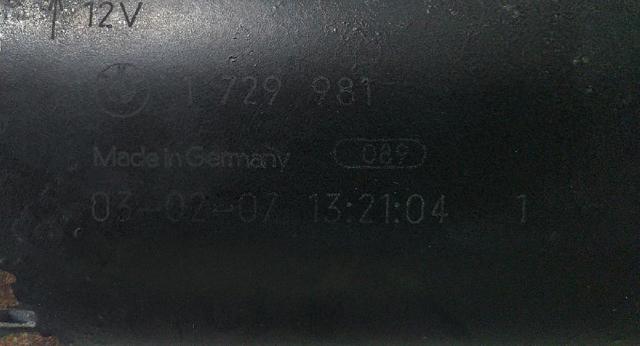 12V
1 729 981
Made in Germany 089
03-02-07 13:21:04 1